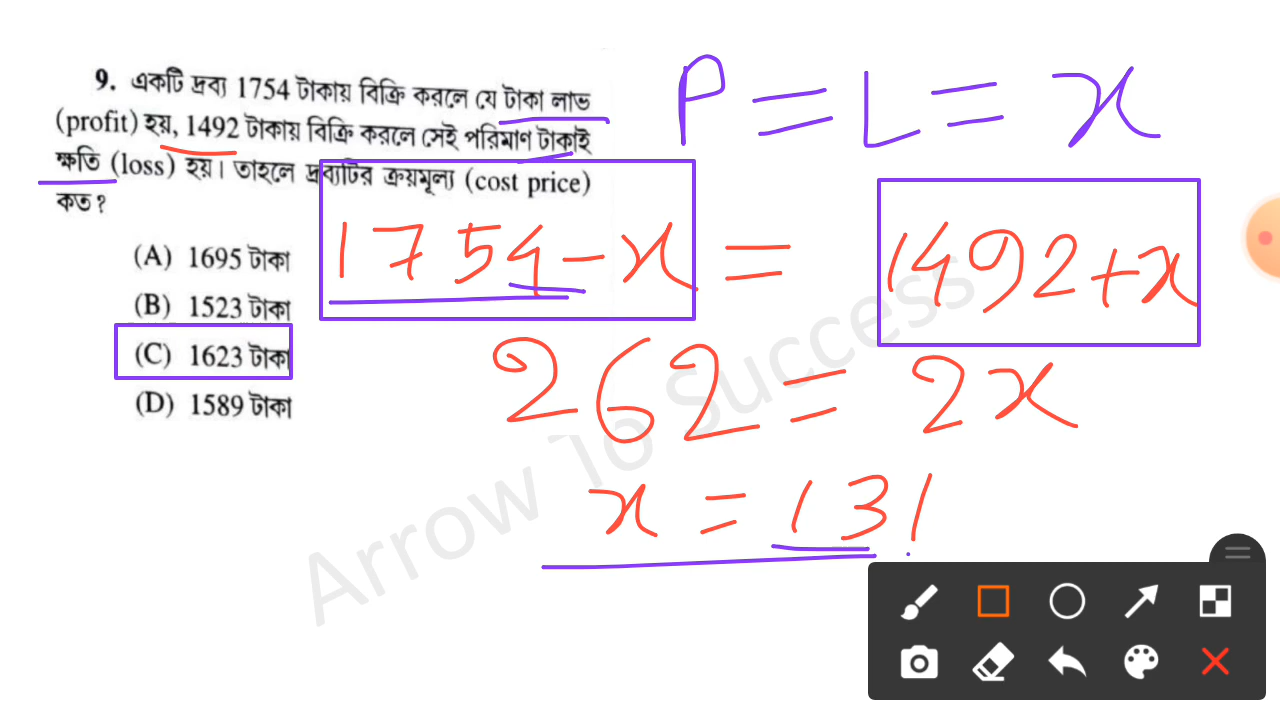 9. একটি দ্রব্য 1754 টাকায় বিক্রি করলে যে টাকা লাভ
(profit) হয়, 1492 টাকায় বিক্রি করলে সেই পরিমাণ টাকাই
ক্ষতি (loss) হয়। তাহলে দ্রব্যটির ক্রয়মূল্য (cost price)
কত?
(A) 1695 টাকা
(B) 1523 টাকা
(C) 1623 টাকা
(D) 1589 টাকা
P = L = x
1754 - x = 1492 + x
262 = 2x
x = 131
Arrow To Success